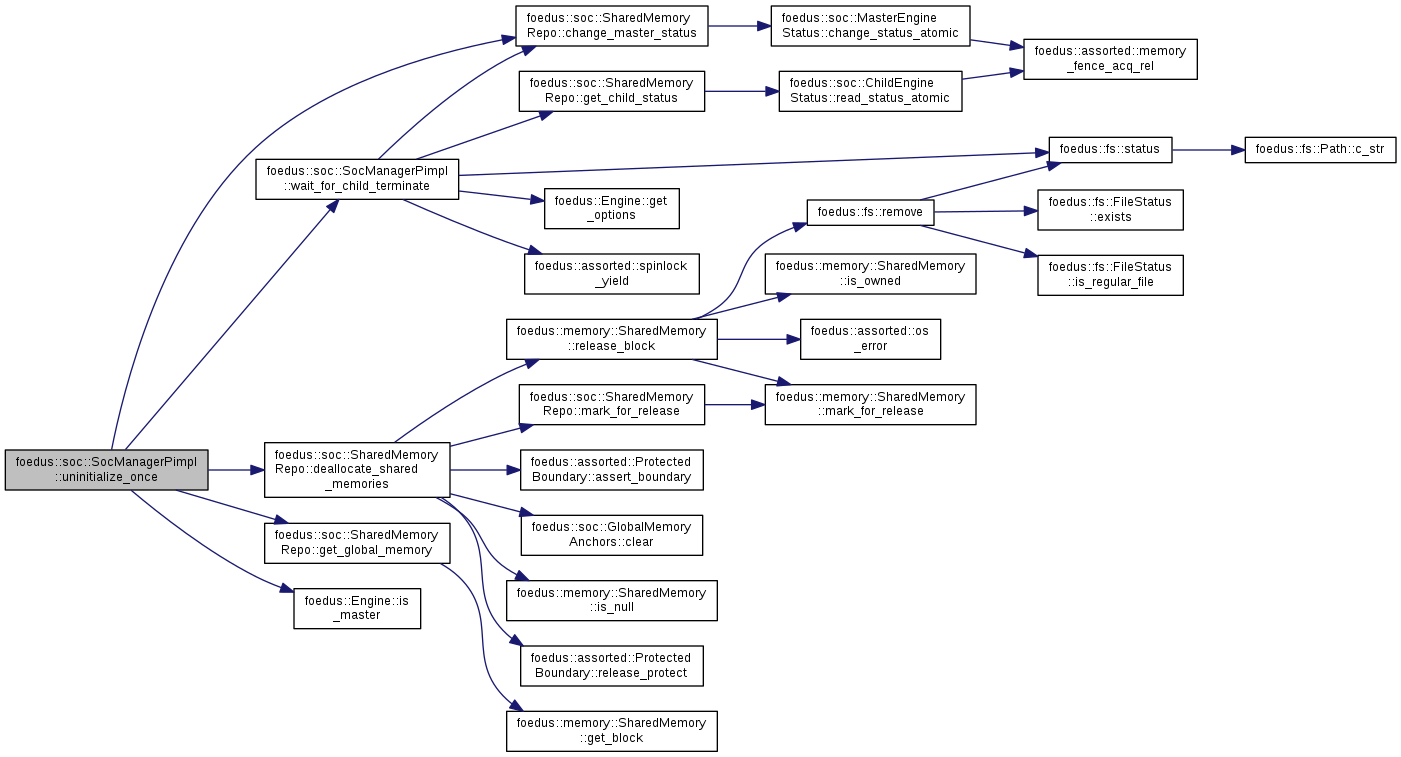 foedus::soc::SharedMemory
Repo::change_master_status
foedus::soc::MasterEngine
Status::change_status_atomic
foedus::assorted::memory
_fence_acq_rel
foedus::soc::SharedMemory
Repo::get_child_status
foedus::soc::ChildEngine
Status::read_status_atomic
foedus::fs::status
foedus::fs::Path::c_str
foedus::soc::SocManagerPimpl
::wait_for_child_terminate
foedus::Engine::get
_options
foedus::fs::remove
foedus::fs::FileStatus
::exists
foedus::assorted::spinlock
_yield
foedus::memory::SharedMemory
::is_owned
foedus::fs::FileStatus
::is_regular_file
foedus::memory::SharedMemory
::release_block
foedus::assorted::os
_error
foedus::soc::SharedMemory
Repo::mark_for_release
foedus::memory::SharedMemory
::mark_for_release
foedus::soc::SocManagerPimpl
::uninitialize_once
foedus::soc::SharedMemory
Repo::deallocate_shared
_memories
foedus::assorted::Protected
Boundary::assert_boundary
foedus::soc::SharedMemory
Repo::get_global_memory
foedus::soc::GlobalMemory
Anchors::clear
foedus::Engine::is
_master
foedus::memory::SharedMemory
::is_null
foedus::assorted::Protected
Boundary::release_protect
foedus::memory::SharedMemory
::get_block